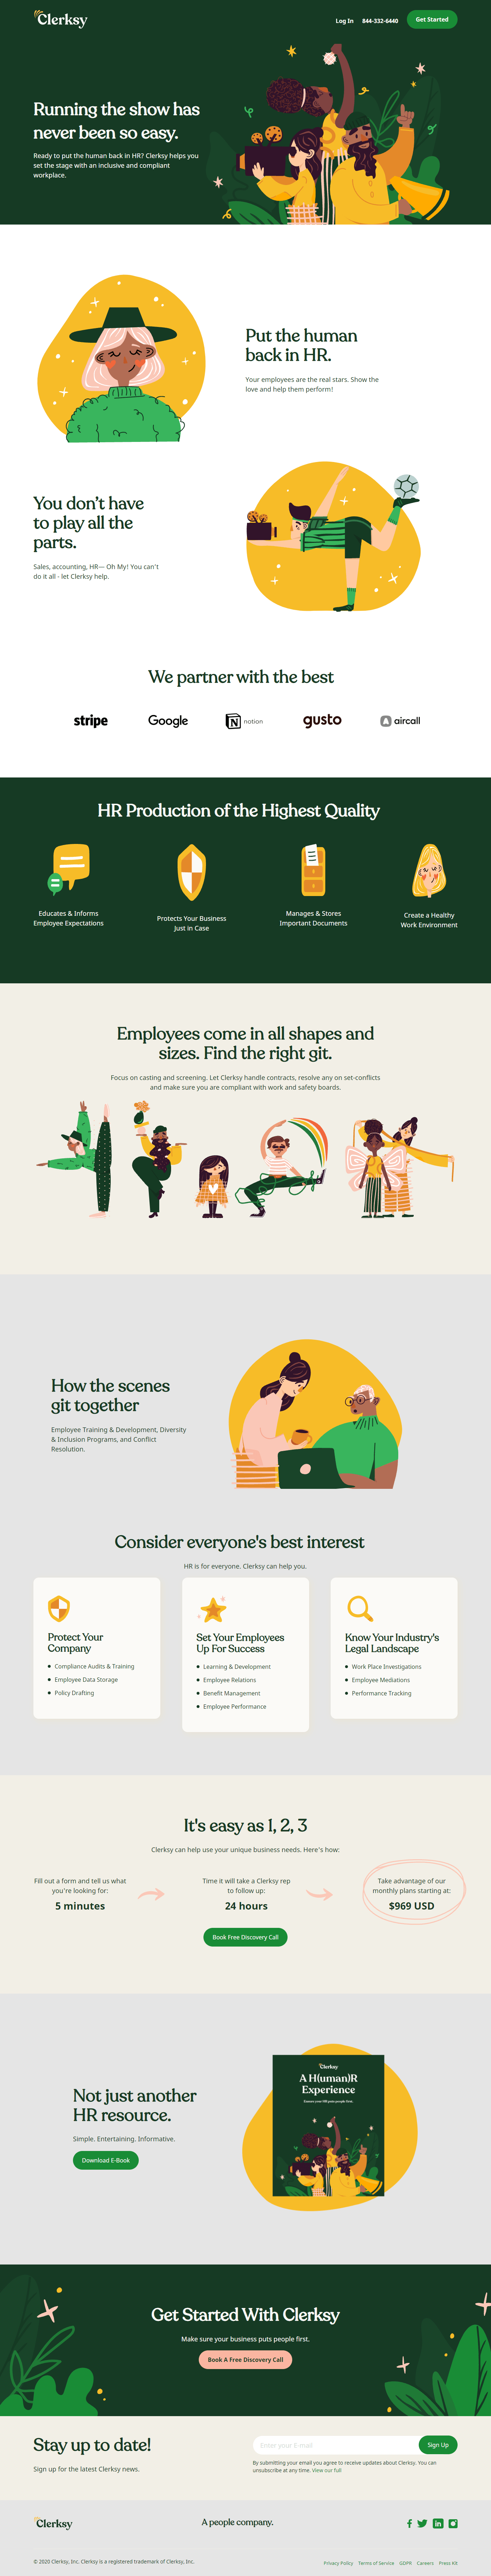 Clerksy
Log In
844-332-6440
Get Started
Running the show has
never been so easy.
Ready to put the human back in HR? Clerksy helps you
set the stage with an inclusive and compliant
workplace.
Put the human
back in HR.
Your employees are the real stars. Show the
love and help them perform!
You don't have
to play all the
parts.
Sales, accounting, HR— Oh My! You can't
do it all - let Clerksy help.
We partner with the best
stripe
Google
notion
gusto
aircall
HR Production of the Highest Quality
Educates & Informs
Employee Expectations
Protects Your Business
Just in Case
Manages & Stores
Important Documents
Create a Healthy
Work Environment
Employees come in all shapes and
sizes. Find the right git.
Focus on casting and screening. Let Clerksy handle contracts, resolve any on set-conflicts
and make sure you are compliant with work and safety boards.
How the scenes
git together
Employee Training & Development, Diversity
& Inclusion Programs, and Conflict
Resolution.
Consider everyone's best interest
HR is for everyone. Clerksy can help you.
Protect Your
Company
Compliance Audits & Training
Employee Data Storage
Policy Drafting
Set Your Employees
Up For Success
Learning & Development
Employee Relations
Benefit Management
Employee Performance
Know Your Industry's
Legal Landscape
Work Place Investigations
Employee Mediations
Performance Tracking
It's easy as 1, 2, 3
Clerksy can help use your unique business needs. Here's how:
Fill out a form and tell us what
you're looking for:
5 minutes
Time it will take a Clerksy rep
to follow up:
24 hours
Take advantage of our
monthly plans starting at:
$969 USD
Book Free Discovery Call
Not just another
HR resource.
Simple. Entertaining. Informative.
Download E-Book
Clerksy
A H(uman)R
Experience
Ensure your HR puts people first.
Get Started With Clerksy
Make sure your business puts people first.
Book A Free Discovery Call
Stay up to date!
Sign up for the latest Clerksy news.
Enter your E-mail
Sign Up
By submitting your email you agree to receive updates about Clerksy. You can
unsubscribe at any time. View our full
Clerksy
A people company.
© 2020 Clerksy, Inc. Clerksy is a registered trademark of Clerksy, Inc.
Privacy Policy
Terms of Service
GDPR
Careers
Press Kit